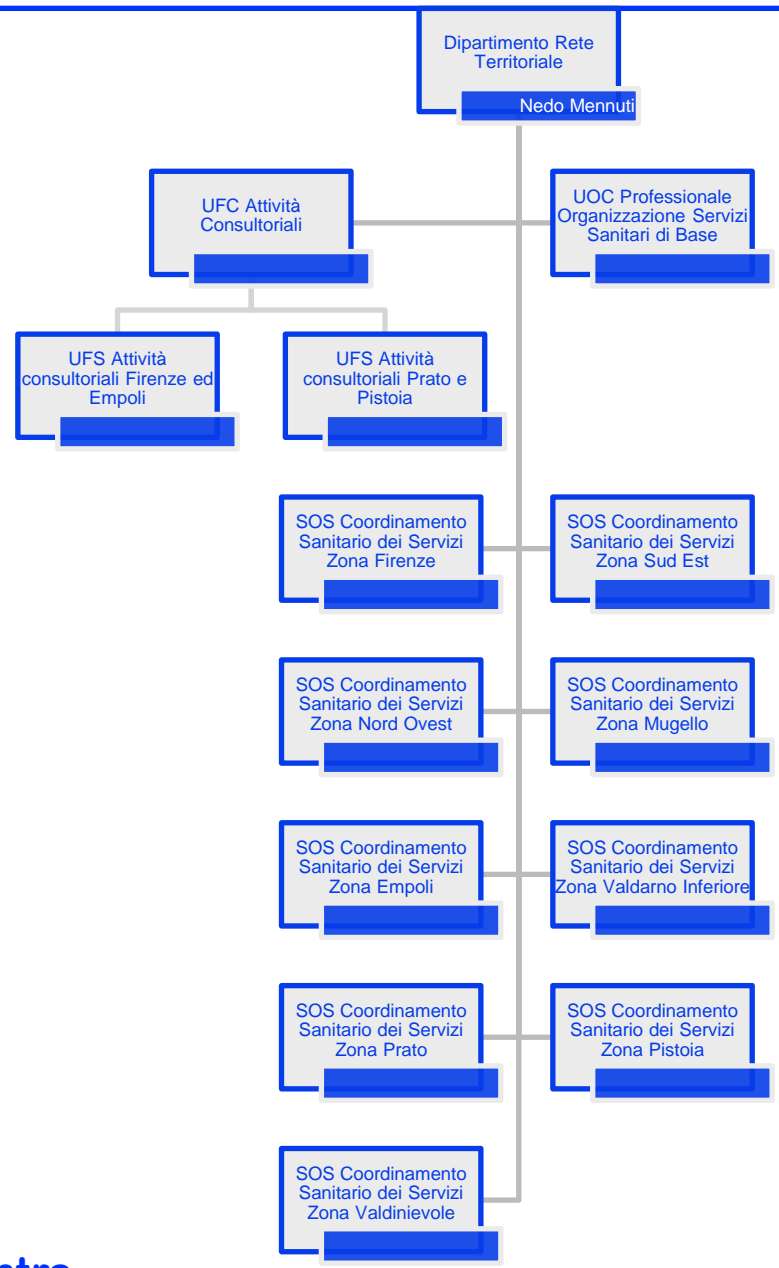 Dipartimento Rete
Territoriale
Nedo Mennuti
UFC Attività
Consultoriali
UOC Professionale
Organizzazione Servizi
Sanitari di Base
UFS Attività
consultoriali Firenze ed
Empoli
UFS Attività
consultoriali Prato e
Pistoia
SOS Coordinamento
Sanitario dei Servizi
Zona Firenze
SOS Coordinamento
Sanitario dei Servizi
Zona Sud Est
SOS Coordinamento
Sanitario dei Servizi
Zona Nord Ovest
SOS Coordinamento
Sanitario dei Servizi
Zona Mugello
SOS Coordinamento
Sanitario dei Servizi
Zona Empoli
SOS Coordinamento
Sanitario dei Servizi
Zona Valdarno Inferiore
SOS Coordinamento
Sanitario dei Servizi
Zona Prato
SOS Coordinamento
Sanitario dei Servizi
Zona Pistoia
SOS Coordinamento
Sanitario dei Servizi
Zona Valdinievole